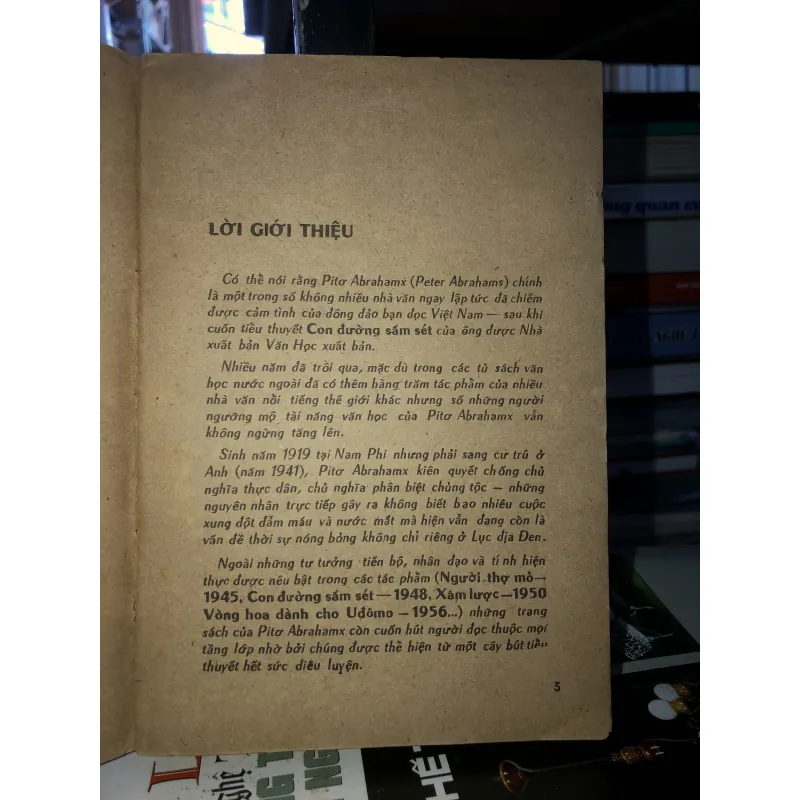 LỜI GIỚI THIỆU
Có thể nói rằng Pitơ Abrahamx (Peter Abrahams) chính
là một trong số không nhiều nhà văn ngay lập tức đã chiếm
được cảm tình của đông đảo bạn đọc Việt Nam — sau khi
cuốn tiểu thuyết Con đường sấm sét của ông được Nhà
xuất bản Văn Học xuất bản.
Nhiều năm đã trôi qua, mặc dù trong các tủ sách văn
học nước ngoài đã có thêm hàng trăm tác phẩm của nhiều
nhà văn nổi tiếng thế giới khác nhưng số những người
ngưỡng mộ tài năng văn học của Pitơ Abrahamx vẫn
không ngừng tăng lên.
Sinh năm 1919 tại Nam Phi nhưng phải sang cư trú ở
Anh (năm 1941), Pitơ Abrahamx kiên quyết chống chủ
nghĩa thực dân, chủ nghĩa phân biệt chủng tộc — những
nguyên nhân trực tiếp gây ra không biết bao nhiêu cuộc
xung đột đẫm máu và nước mắt mà hiện vẫn đang còn là
vấn đề thời sự nóng bỏng không chỉ riêng ở Lục địa Đen.
Ngoài những tư tưởng tiến bộ, nhân đạo và tính hiện
thực được nêu bật trong các tác phẩm (Người thợ mỏ—
1945, Con đường sấm sét — 1948, Xâm lược — 1950
Vòng hoa dành cho Uđômo — 1956...) những trang
sách của Pitơ Abrahamx còn cuốn hút người đọc thuộc mọi
tầng lớp nhờ bởi chúng được thể hiện từ một cây bút tiểu
thuyết hết sức điêu luyện.
5
ng quan cu